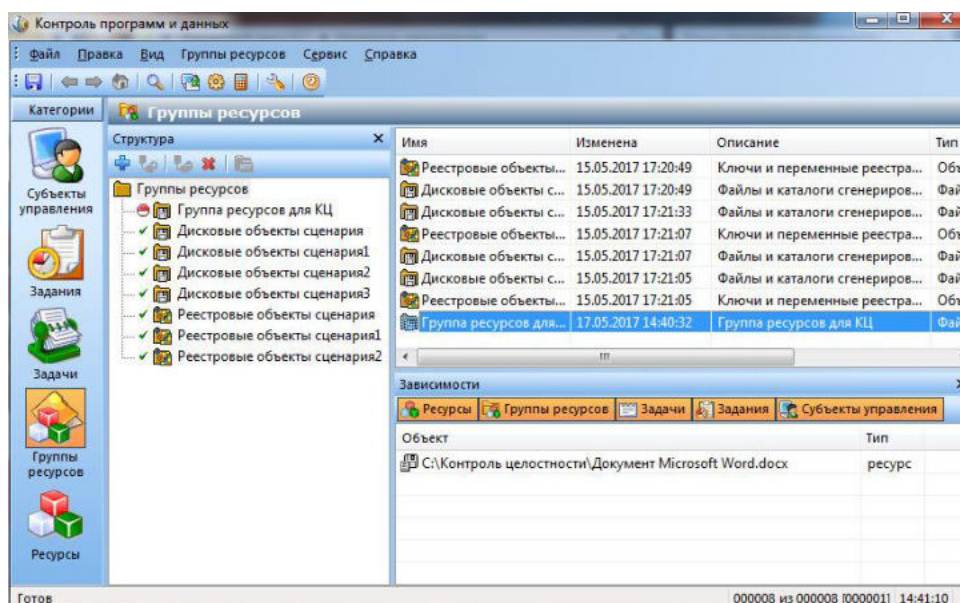 Контроль программ и данных
Файл Правка Вид Группы ресурсов Сервис Справка
Категории
Группы ресурсов
Субъекты управления
Задания
Задачи
Группы ресурсов
Ресурсы
Структура
Группы ресурсов
Группа ресурсов для КЦ
Дисковые объекты сценария
Дисковые объекты сценария1
Дисковые объекты сценария2
Дисковые объекты сценария3
Реестровые объекты сценария
Реестровые объекты сценария1
Реестровые объекты сценария2
Имя Изменена Описание Тип
Реестровые объекты... 15.05.2017 17:20:49 Ключи и переменные реестра... Объ
Дисковые объекты с... 15.05.2017 17:20:49 Файлы и каталоги сгенериров... Фай
Дисковые объекты с... 15.05.2017 17:21:33 Файлы и каталоги сгенериров... Фай
Реестровые объекты... 15.05.2017 17:21:07 Ключи и переменные реестра... Объ
Дисковые объекты с... 15.05.2017 17:21:07 Файлы и каталоги сгенериров... Фай
Дисковые объекты с... 15.05.2017 17:21:05 Файлы и каталоги сгенериров... Фай
Реестровые объекты... 15.05.2017 17:21:05 Ключи и переменные реестра... Объ
Группа ресурсов для... 17.05.2017 14:40:32 Группа ресурсов для КЦ Фай
Зависимости
Ресурсы Группы ресурсов Задачи Задания Субъекты управления
Объект Тип
C:\Контроль целостности\Документ Microsoft Word.docx ресурс
Готов 000008 из 000008 [000001] 14:41:10